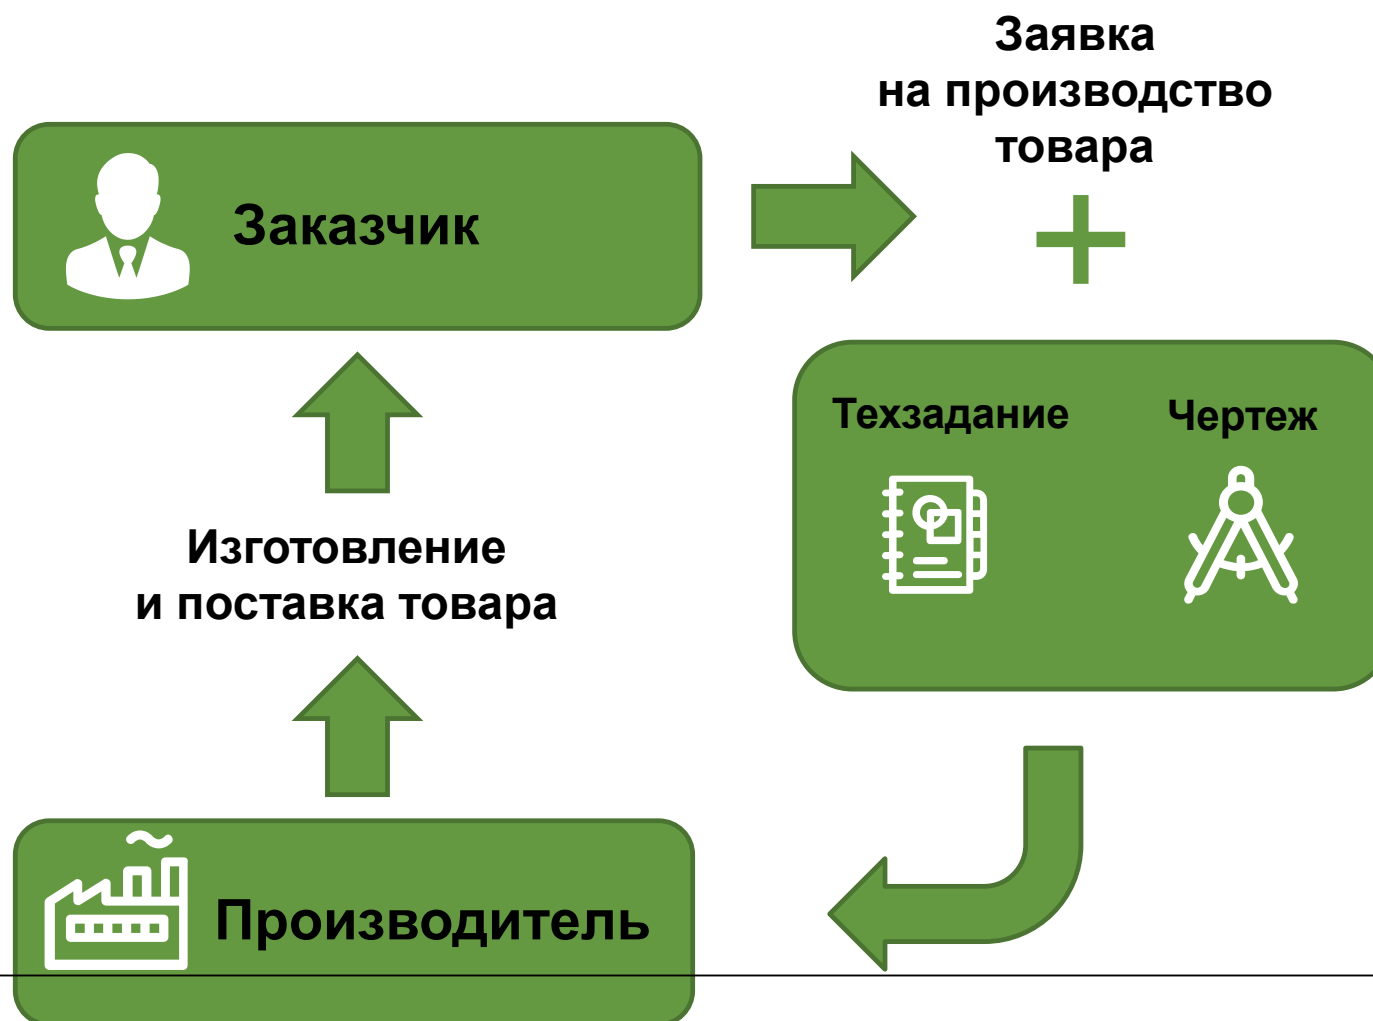 Заявка
на производство
товара
Заказчик
Техзадание
Чертеж
Изготовление
и поставка товара
Производитель